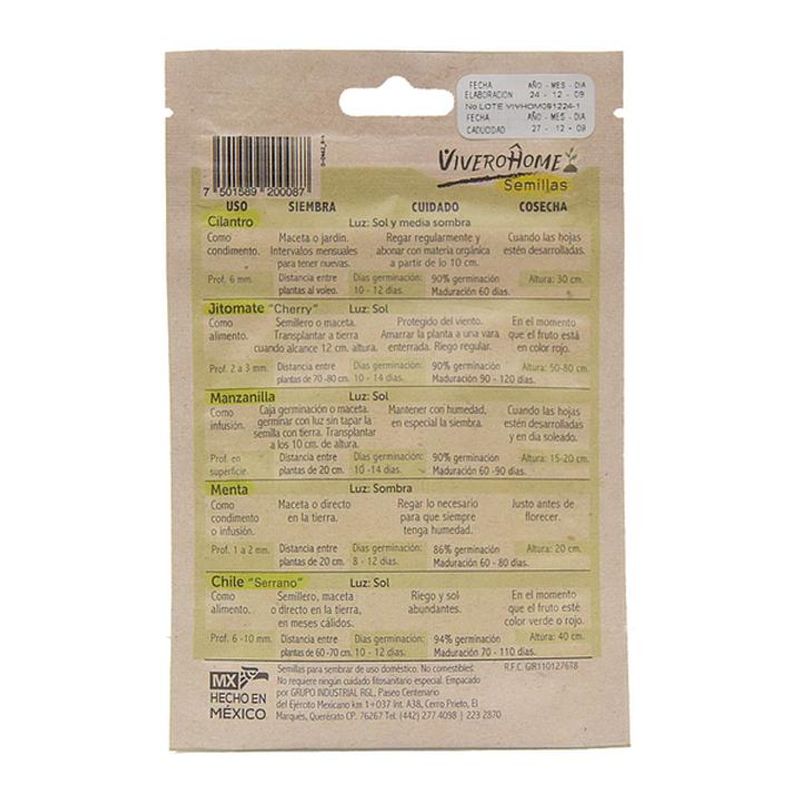 FECHA ELABORACION AÑO - MES - DIA 24 - 12 - 09
No LOTE VIVHOM091224-1
FECHA CADUCIDAD AÑO - MES - DIA 27 - 12 - 09
7 501589 200087
VIVEROHOME
Semillas
USO SIEMBRA CUIDADO COSECHA
Cilantro Luz: Sol y media sombra
Como Maceta o jardín. Regar regularmente y Cuando las hojas
condimento. Intervalos mensuales abonar con materia orgánica estén desarrolladas.
para tener nuevas. a partir de lo 10 cm.
Prof. 6 mm. Distancia entre Días germinación: 90% germinación Altura: 30 cm.
plantas al voleo. 10 - 12 días. Maduración 60 días.
Jitomate "Cherry" Luz: Sol
Como Semillero o maceta. Protegido del viento. En el momento
alimento. Transplantar a tierra Amarrar la planta a una vara que el fruto está
cuando alcance 12 cm. altura. enterrada. Riego regular. en color rojo.
Prof. 2 a 3 mm. Distancia entre Días germinación: 90% germinación Altura: 50-80 cm.
plantas de 70-80 cm. 10 - 14 días. Maduración 90 - 120 días.
Manzanilla Luz: Sol
Como Caja germinación o maceta. Mantener con humedad, Cuando las hojas
infusión. germinar con luz sin tapar la en especial la siembra. estén desarrolladas
semilla con tierra. Transplantar y en día soleado.
a los 10 cm. de altura.
Prof. en Distancia entre Días germinación: 90% germinación Altura: 15-20 cm.
superficie. plantas de 20 cm. 10 -14 días. Maduración 60 -90 días.
Menta Luz: Sombra
Como Maceta o directo Regar lo necesario Justo antes de
condimento en la tierra. para que siempre florecer.
o infusión. tenga humedad.
Prof. 1 a 2 mm. Distancia entre Días germinación: 86% germinación Altura: 20 cm.
plantas de 20 cm. 8 - 12 días. Maduración 60 - 80 días.
Chile "Serrano" Luz: Sol
Como Semillero, maceta Riego y sol En el momento
alimento. o directo en la tierra, abundantes. que el fruto esté
en meses cálidos. color verde o rojo.
Prof. 6 -10 mm. Distancia entre Días germinación: 94% germinación Altura: 40 cm.
plantas de 60-70 cm. 10 - 12 días. Maduración 70 - 110 días.
MX
HECHO EN
MÉXICO
Semillas para sembrar de uso doméstico. No comestibles. R.F.C. GIR1101276T8
No requiere ningún cuidado fitosanitario especial. Empacado
por GRUPO INDUSTRIAL RGL, Paseo Centenario
del Ejército Mexicano km 1+037 Int. A38, Cerro Prieto, El
Marqués, Querétaro CP. 76267 Tel. (442) 277 4098 | 223 2870